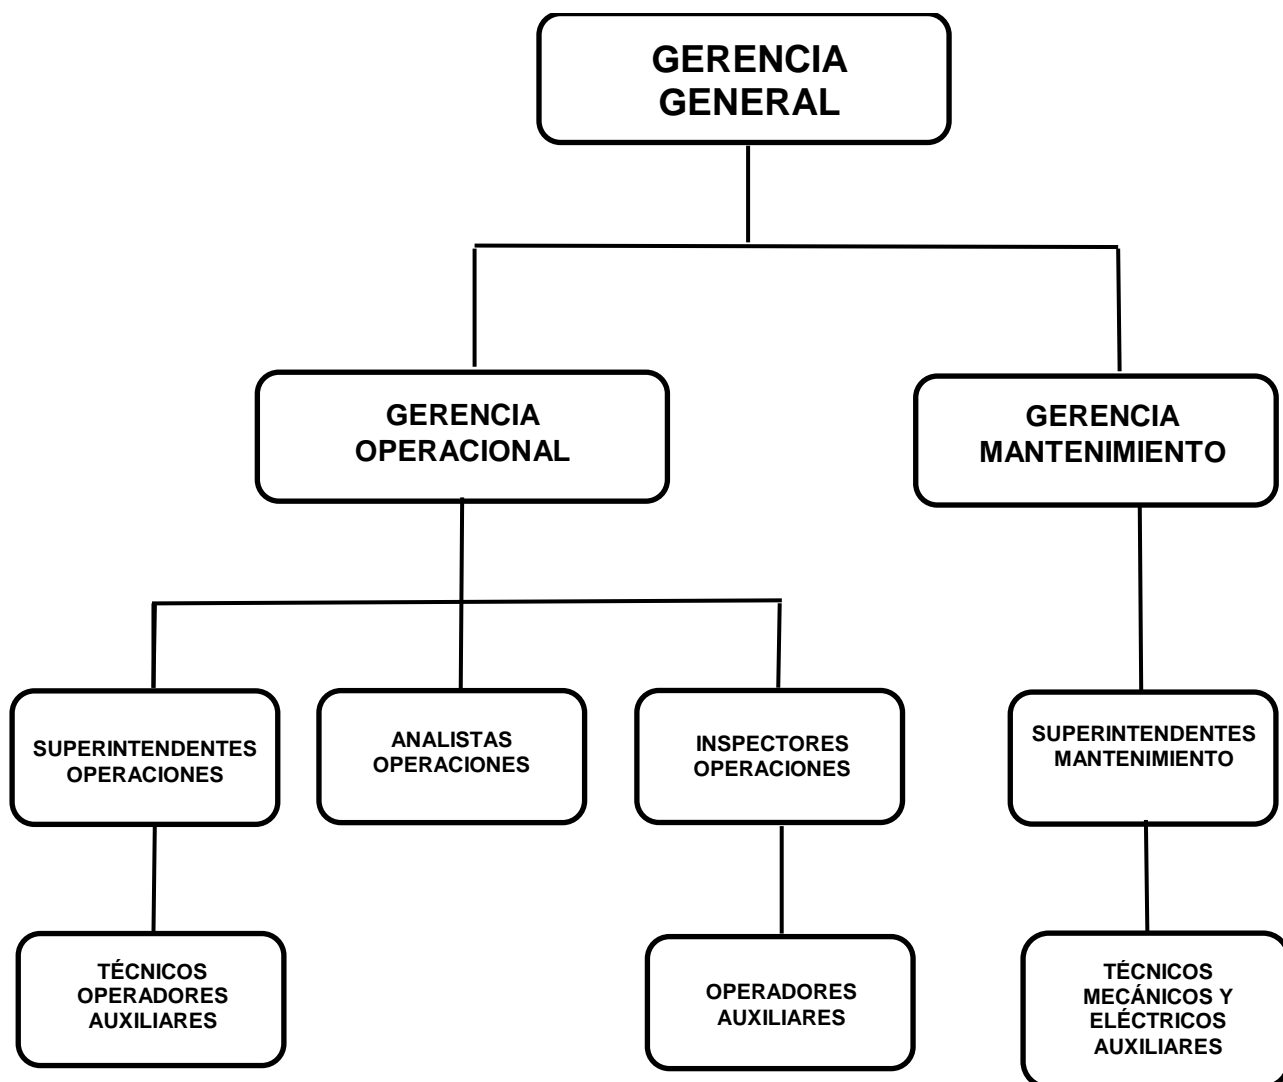 GERENCIA
GENERAL
GERENCIA
OPERACIONAL
GERENCIA
MANTENIMIENTO
SUPERINTENDENTES
OPERACIONES
ANALISTAS
OPERACIONES
INSPECTORES
OPERACIONES
SUPERINTENDENTES
MANTENIMIENTO
TÉCNICOS
OPERADORES
AUXILIARES
OPERADORES
AUXILIARES
TÉCNICOS
MECÁNICOS Y
ELÉCTRICOS
AUXILIARES